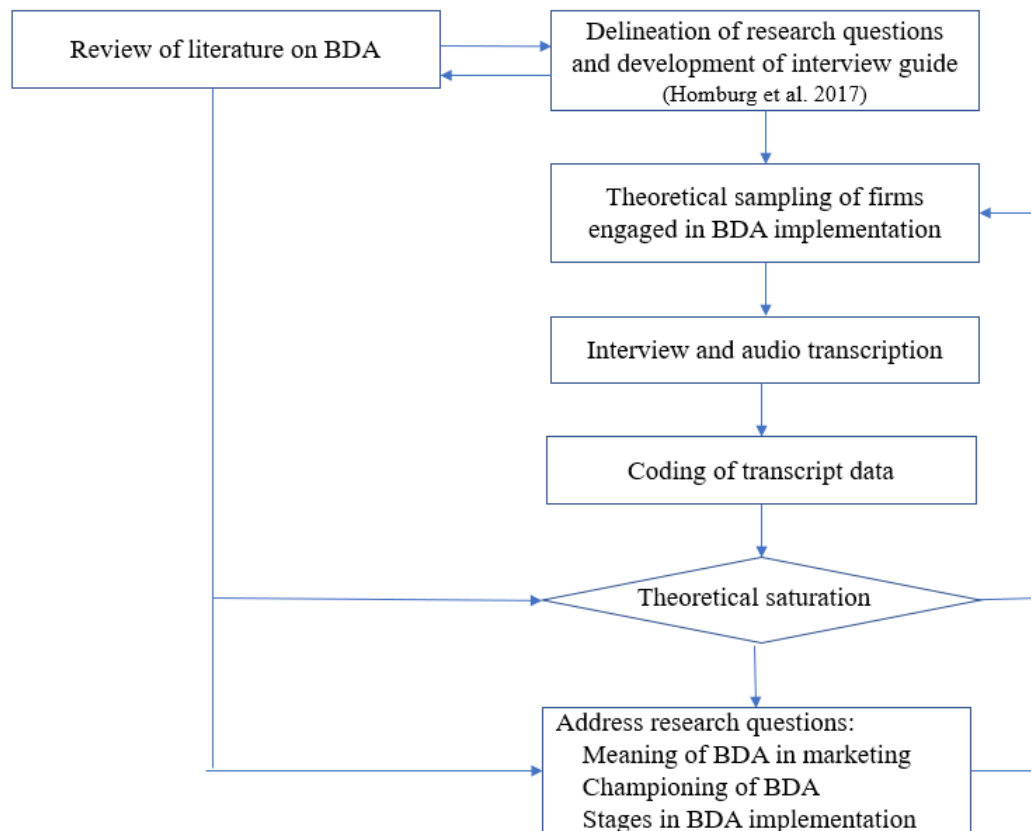 Review of literature on BDA
Delineation of research questions
and development of interview guide
(Homburg et al. 2017)
Theoretical sampling of firms
engaged in BDA implementation
Interview and audio transcription
Coding of transcript data
Theoretical saturation
Address research questions:
Meaning of BDA in marketing
Championing of BDA
Stages in BDA implementation